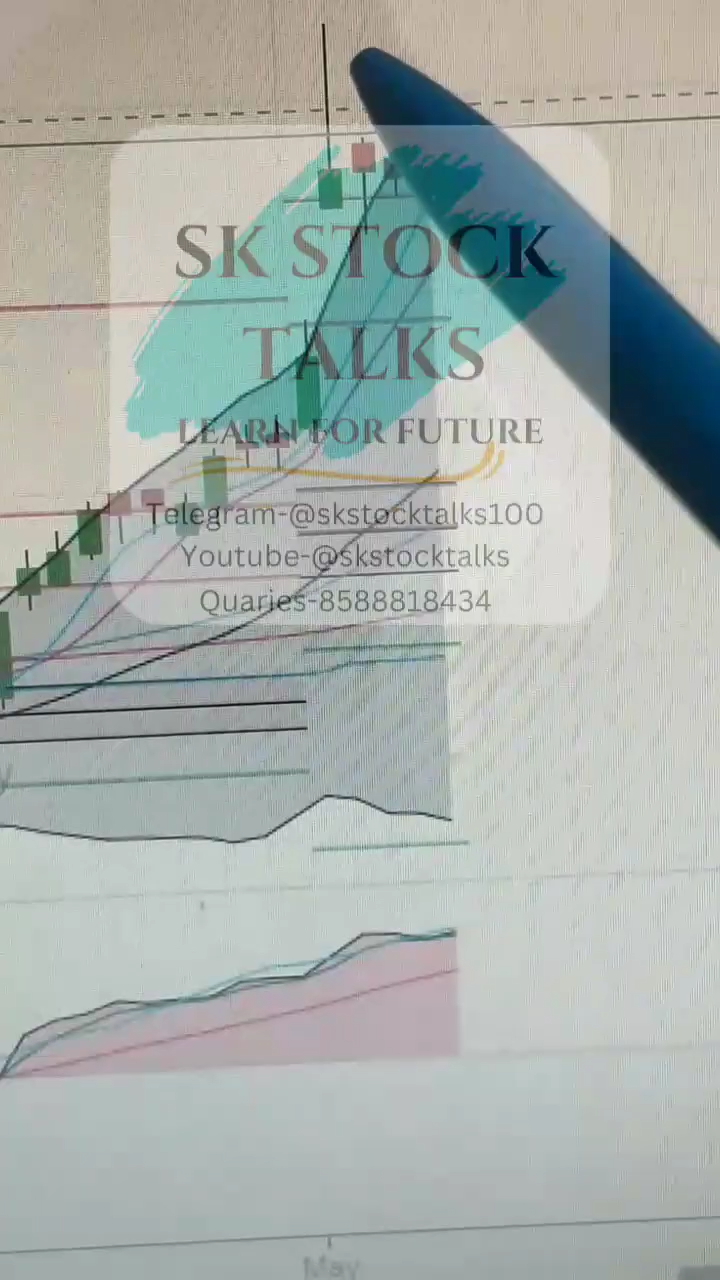 SK STOCK
TALKS
LEARN FOR FUTURE
Telegram-@skstocktalks100
Youtube-@skstocktalks
Quaries-8588818434
May